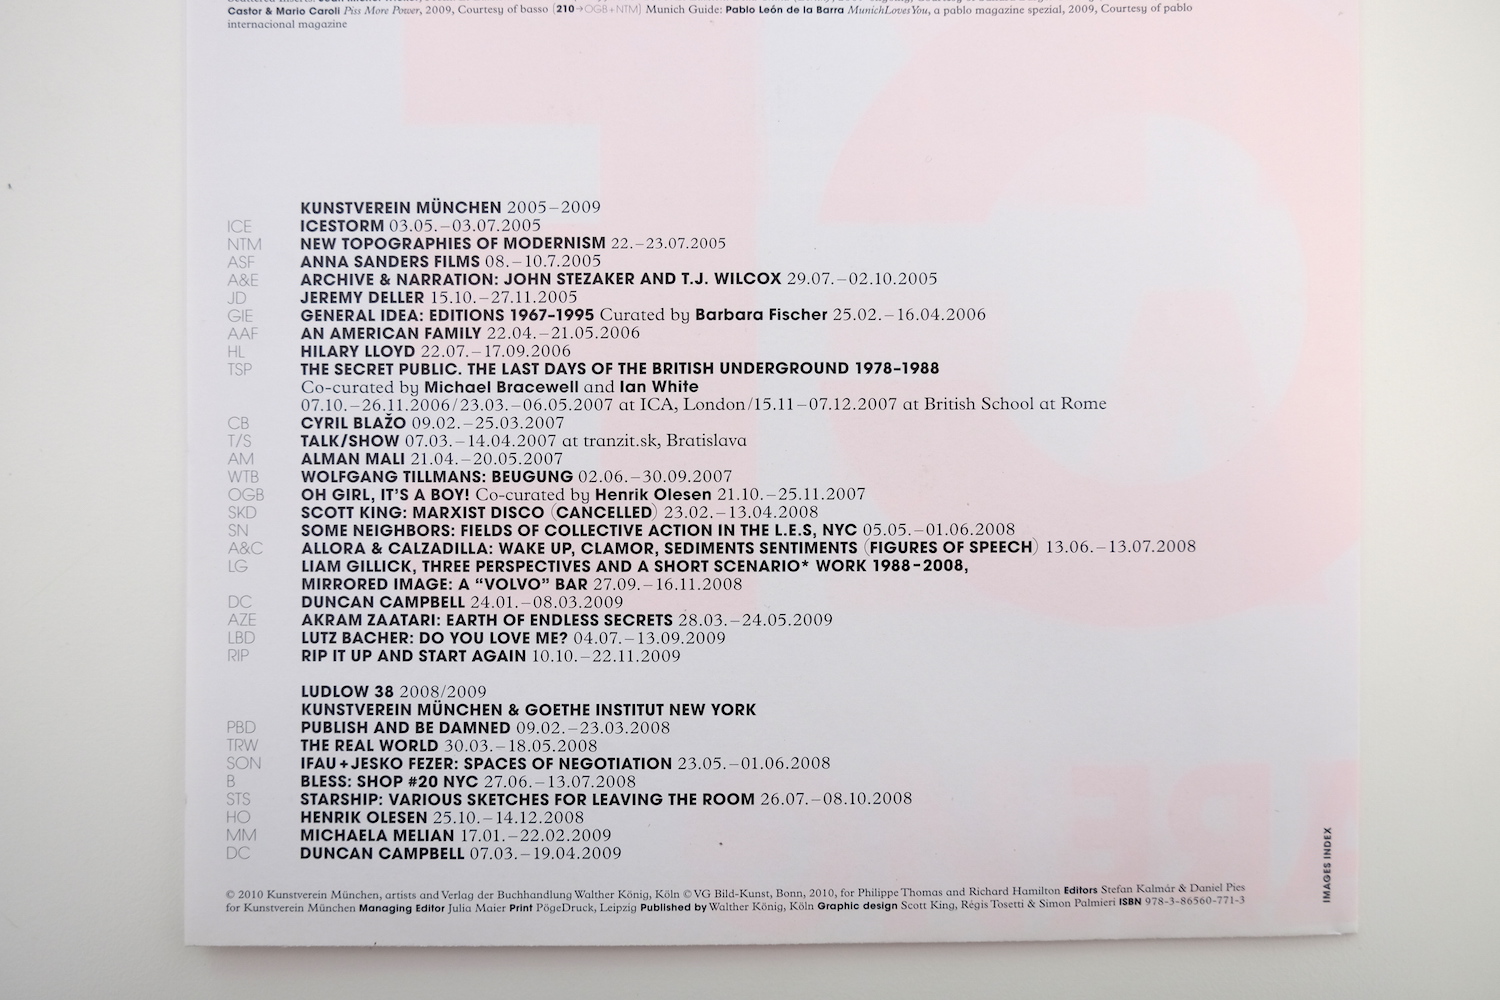 Castor & Mario Caroli Piss More Power, 2009, Courtesy of basso (210→OGB+NTM) Munich Guide: Pablo León de la Barra MunichLovesYou, a pablo magazine spezial, 2009, Courtesy of pablo
internacional magazine
KUNSTVEREIN MÜNCHEN 2005–2009
ICE ICESTORM 03.05.–03.07.2005
NTM NEW TOPOGRAPHIES OF MODERNISM 22.–23.07.2005
ASF ANNA SANDERS FILMS 08.–10.7.2005
A&E ARCHIVE & NARRATION: JOHN STEZAKER AND T.J. WILCOX 29.07.–02.10.2005
JD JEREMY DELLER 15.10.–27.11.2005
GIE GENERAL IDEA: EDITIONS 1967–1995 Curated by Barbara Fischer 25.02.–16.04.2006
AAF AN AMERICAN FAMILY 22.04.–21.05.2006
HL HILARY LLOYD 22.07.–17.09.2006
TSP THE SECRET PUBLIC. THE LAST DAYS OF THE BRITISH UNDERGROUND 1978–1988
Co-curated by Michael Bracewell and Ian White
07.10.–26.11.2006/23.03.–06.05.2007 at ICA, London/15.11–07.12.2007 at British School at Rome
CB CYRIL BLAŽO 09.02.–25.03.2007
T/S TALK/SHOW 07.03.–14.04.2007 at tranzit.sk, Bratislava
AM ALMAN MALI 21.04.–20.05.2007
WTB WOLFGANG TILLMANS: BEUGUNG 02.06.–30.09.2007
OGB OH GIRL, IT'S A BOY! Co-curated by Henrik Olesen 21.10.–25.11.2007
SKD SCOTT KING: MARXIST DISCO (CANCELLED) 23.02.–13.04.2008
SN SOME NEIGHBORS: FIELDS OF COLLECTIVE ACTION IN THE L.E.S, NYC 05.05.–01.06.2008
A&C ALLORA & CALZADILLA: WAKE UP, CLAMOR, SEDIMENTS SENTIMENTS (FIGURES OF SPEECH) 13.06.–13.07.2008
LG LIAM GILLICK, THREE PERSPECTIVES AND A SHORT SCENARIO* WORK 1988–2008,
MIRRORED IMAGE: A “VOLVO” BAR 27.09.–16.11.2008
DC DUNCAN CAMPBELL 24.01.–08.03.2009
AZE AKRAM ZAATARI: EARTH OF ENDLESS SECRETS 28.03.–24.05.2009
LBD LUTZ BACHER: DO YOU LOVE ME? 04.07.–13.09.2009
RIP RIP IT UP AND START AGAIN 10.10.–22.11.2009
LUDLOW 38 2008/2009
KUNSTVEREIN MÜNCHEN & GOETHE INSTITUT NEW YORK
PBD PUBLISH AND BE DAMNED 09.02.–23.03.2008
TRW THE REAL WORLD 30.03.–18.05.2008
SON IFAU+JESKO FEZER: SPACES OF NEGOTIATION 23.05.–01.06.2008
B BLESS: SHOP #20 NYC 27.06.–13.07.2008
STS STARSHIP: VARIOUS SKETCHES FOR LEAVING THE ROOM 26.07.–08.10.2008
HO HENRIK OLESEN 25.10.–14.12.2008
MM MICHAELA MELIAN 17.01.–22.02.2009
DC DUNCAN CAMPBELL 07.03.–19.04.2009
© 2010 Kunstverein München, artists and Verlag der Buchhandlung Walther König, Köln © VG Bild-Kunst, Bonn, 2010, for Philippe Thomas and Richard Hamilton Editors Stefan Kalmár & Daniel Pies
for Kunstverein München Managing Editor Julia Maier Print PögeDruck, Leipzig Published by Walther König, Köln Graphic design Scott King, Régis Tosetti & Simon Palmieri ISBN 978-3-86560-771-3
IMAGES INDEX